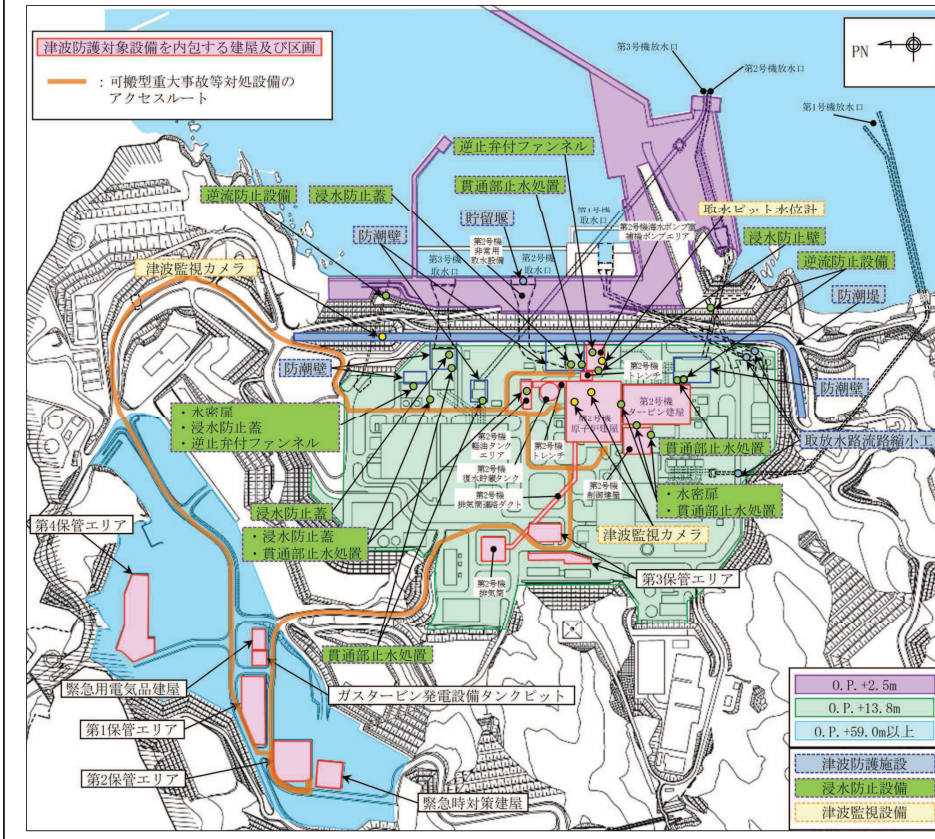 津波防護対象設備を内包する建屋及び区画
：可搬型重大事故等対処設備の
アクセスルート
PN
第3号機放水口
第2号機放水口
第1号機放水口
逆止弁付ファンネル
貫通部止水処置
逆流防止設備
浸水防止蓋
貯留堰
第1号機
取水口
第2号機海水ポンプ室
補機ポンプエリア
取水ピット水位計
浸水防止壁
防潮壁
第3号機
取水口
第2号機
非常用
取水設備
第2号機
取水口
逆流防止設備
津波監視カメラ
防潮堤
防潮壁
第2号機
トレンチ
防潮壁
・水密扉
・浸水防止蓋
・逆止弁付ファンネル
第2号機
原子炉建屋
第2号機
タービン建屋
取放水路流路縮小工
第2号機
軽油タンク
エリア
第2号機
トレンチ
貫通部止水処置
第2号機
復水貯蔵タンク
第2号機
制御建屋
・水密扉
・貫通部止水処置
第2号機
排気筒連絡ダクト
浸水防止蓋
・浸水防止蓋
・貫通部止水処置
津波監視カメラ
第4保管エリア
第3保管エリア
第2号機
排気筒
貫通部止水処置
緊急用電気品建屋
ガスタービン発電設備タンクピット
第1保管エリア
第2保管エリア
緊急時対策建屋
O.P.+2.5m
O.P.+13.8m
O.P.+59.0m以上
津波防護施設
浸水防止設備
津波監視設備